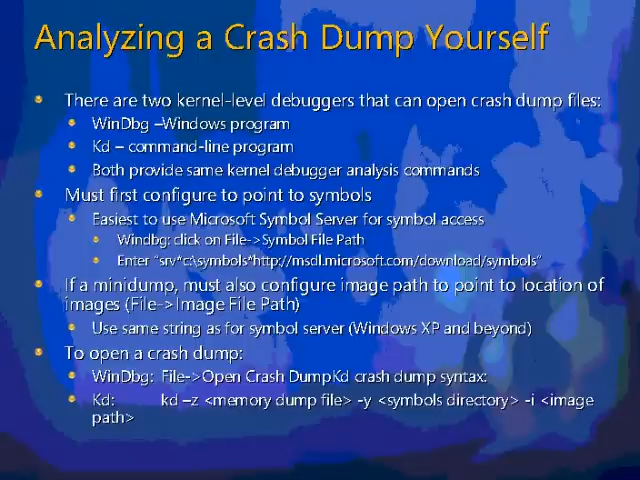 Analyzing a Crash Dump Yourself
There are two kernel-level debuggers that can open crash dump files:
WinDbg –Windows program
Kd – command-line program
Both provide same kernel debugger analysis commands
Must first configure to point to symbols
Easiest to use Microsoft Symbol Server for symbol access
Windbg: click on File->Symbol File Path
Enter "srv*c:\symbols*http://msdl.microsoft.com/download/symbols"
If a minidump, must also configure image path to point to location of
images (File->Image File Path)
Use same string as for symbol server (Windows XP and beyond)
To open a crash dump:
WinDbg: File->Open Crash DumpKd crash dump syntax:
Kd: kd –z <memory dump file> -y <symbols directory> -i <image
path>